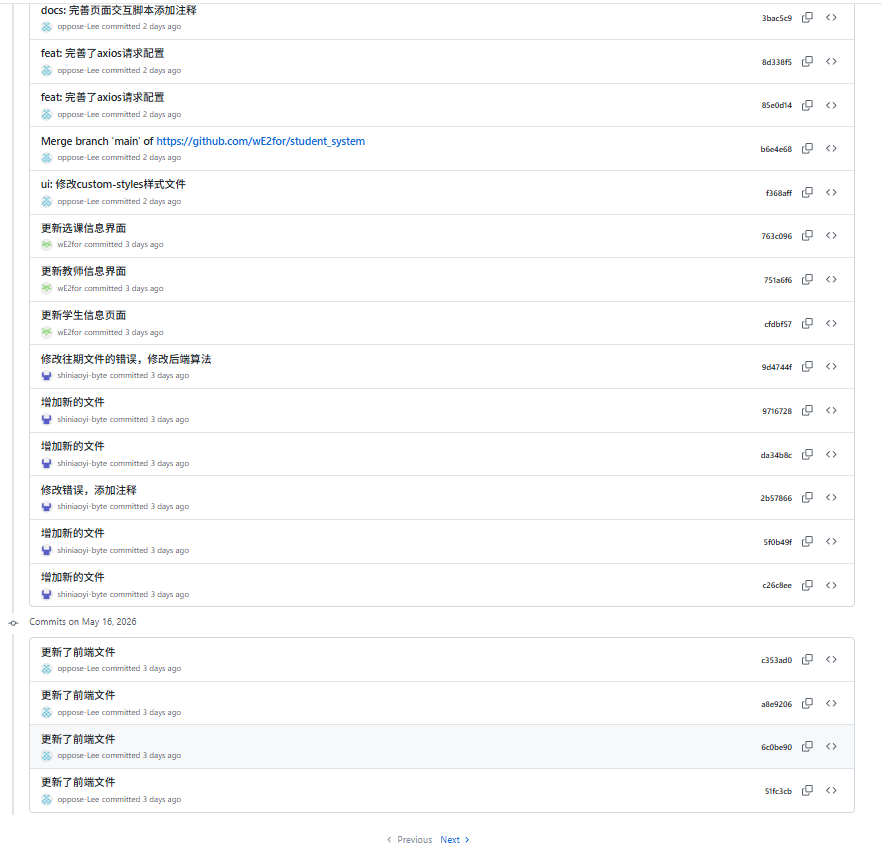 docs: 完善页面交互脚本添加注释
3bac5c9
oppose-Lee committed 2 days ago
feat: 完善了axios请求配置
8d338f5
oppose-Lee committed 2 days ago
feat: 完善了axios请求配置
85e0d14
oppose-Lee committed 2 days ago
Merge branch 'main' of https://github.com/wE2for/student_system
b6e4e68
oppose-Lee committed 2 days ago
ui: 修改custom-styles样式文件
f368aff
oppose-Lee committed 2 days ago
更新选课信息界面
763c096
wE2for committed 3 days ago
更新教师信息界面
751a6f6
wE2for committed 3 days ago
更新学生信息页面
cfdbf57
wE2for committed 3 days ago
修改往期文件的错误，修改后端算法
9d4744f
shiniaoyi-byte committed 3 days ago
增加新的文件
9716728
shiniaoyi-byte committed 3 days ago
增加新的文件
da34b8c
shiniaoyi-byte committed 3 days ago
修改错误，添加注释
2b57866
shiniaoyi-byte committed 3 days ago
增加新的文件
5f0b49f
shiniaoyi-byte committed 3 days ago
增加新的文件
c26c8ee
shiniaoyi-byte committed 3 days ago
Commits on May 16, 2026
更新了前端文件
c353ad0
oppose-Lee committed 3 days ago
更新了前端文件
a8e9206
oppose-Lee committed 3 days ago
更新了前端文件
6c0be90
oppose-Lee committed 3 days ago
更新了前端文件
51fc3cb
oppose-Lee committed 3 days ago
Previous Next